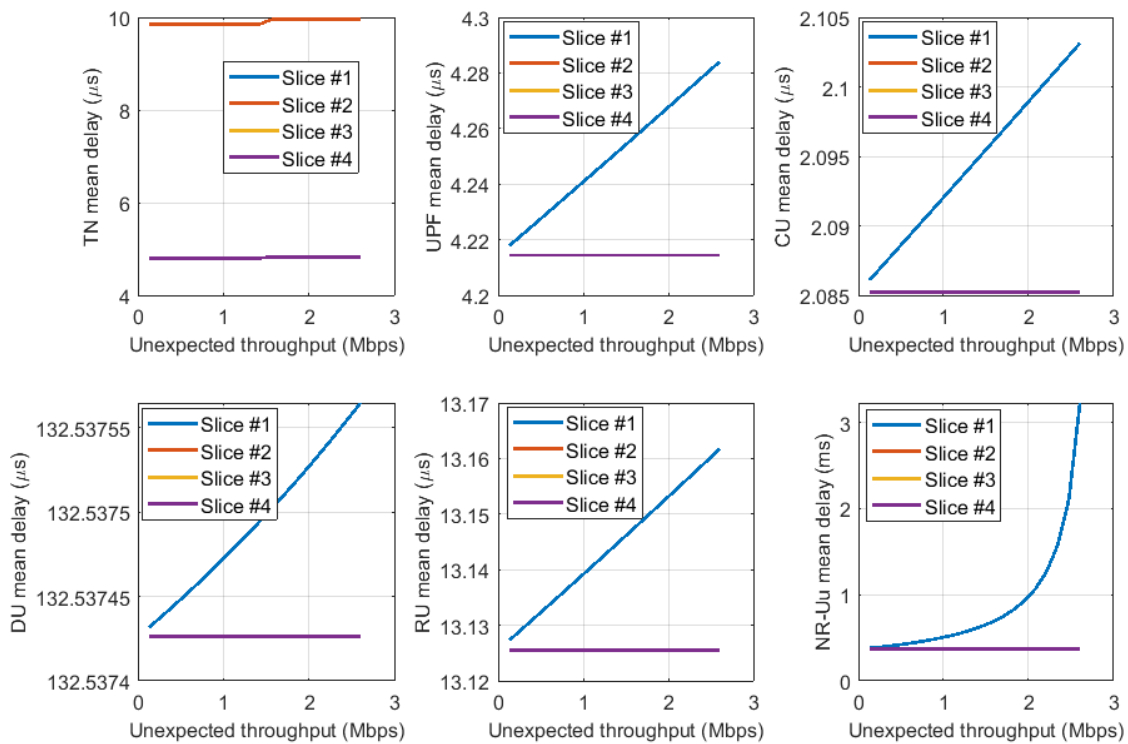 TN mean delay (μs)
10
8
6
4
0
1
2
3
Unexpected throughput (Mbps)
Slice #1
Slice #2
Slice #3
Slice #4
UPF mean delay (μs)
4.3
4.28
4.26
4.24
4.22
4.2
0
1
2
3
Unexpected throughput (Mbps)
Slice #1
Slice #2
Slice #3
Slice #4
CU mean delay (μs)
2.105
2.1
2.095
2.09
2.085
0
1
2
3
Unexpected throughput (Mbps)
Slice #1
Slice #2
Slice #3
Slice #4
DU mean delay (μs)
132.53755
132.5375
132.53745
132.5374
0
1
2
3
Unexpected throughput (Mbps)
Slice #1
Slice #2
Slice #3
Slice #4
RU mean delay (μs)
13.17
13.16
13.15
13.14
13.13
13.12
0
1
2
3
Unexpected throughput (Mbps)
Slice #1
Slice #2
Slice #3
Slice #4
NR-Uu mean delay (ms)
3
2
1
0
0
1
2
3
Unexpected throughput (Mbps)
Slice #1
Slice #2
Slice #3
Slice #4